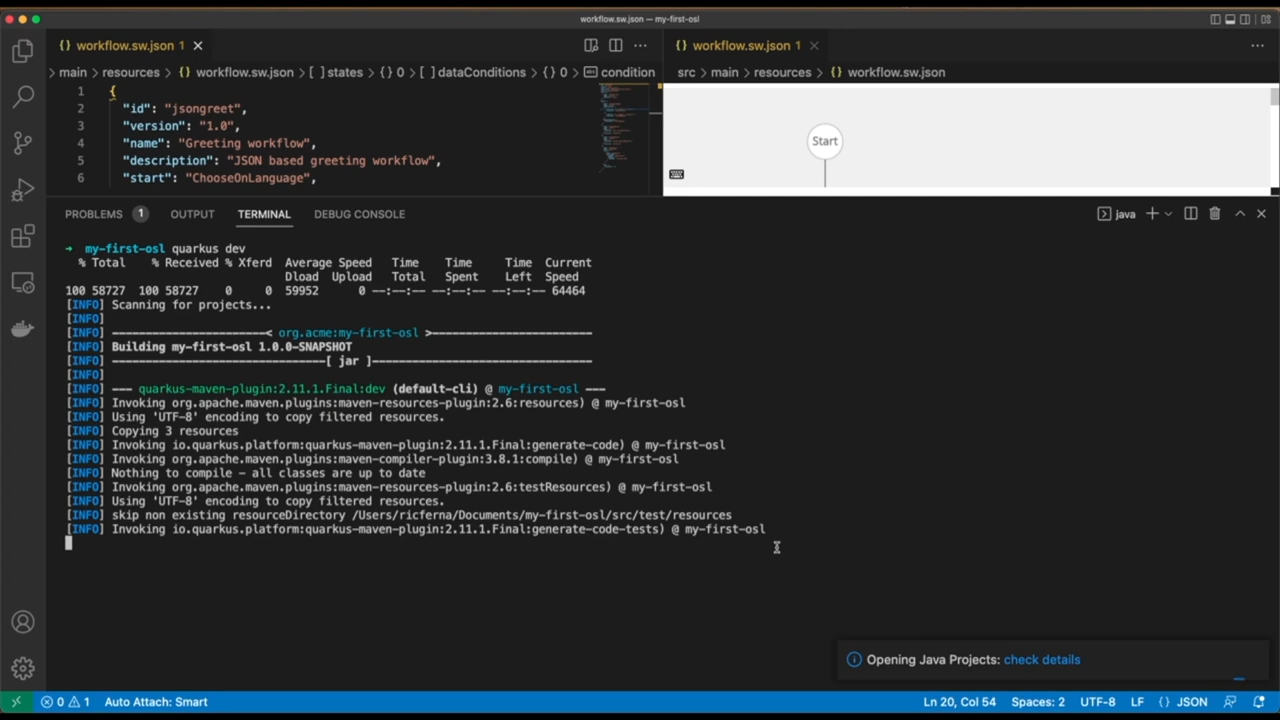 workflow.sw.json — my-first-osl
{} workflow.sw.json 1
{} workflow.sw.json 1
main > resources > {} workflow.sw.json > [ ] states > {} 0 > [ ] dataConditions > {} 0 > abc condition
src > main > resources > {} workflow.sw.json
1 {
2 "id": "jsongreet",
3 "version": "1.0",
4 "name": "Greeting workflow",
5 "description": "JSON based greeting workflow",
6 "start": "ChooseOnLanguage",
Start
PROBLEMS 1 OUTPUT TERMINAL DEBUG CONSOLE
java
→ my-first-osl quarkus dev
% Total % Received % Xferd Average Speed Time Time Time Current
Dload Upload Total Spent Left Speed
100 58727 100 58727 0 0 59952 0 --:--:-- --:--:-- --:--:-- 64464
[INFO] Scanning for projects...
[INFO]
[INFO] -----------------------< org.acme:my-first-osl >------------------------
[INFO] Building my-first-osl 1.0.0-SNAPSHOT
[INFO] --------------------------------[ jar ]---------------------------------
[INFO]
[INFO] --- quarkus-maven-plugin:2.11.1.Final:dev (default-cli) @ my-first-osl ---
[INFO] Invoking org.apache.maven.plugins:maven-resources-plugin:2.6:resources) @ my-first-osl
[INFO] Using 'UTF-8' encoding to copy filtered resources.
[INFO] Copying 3 resources
[INFO] Invoking io.quarkus.platform:quarkus-maven-plugin:2.11.1.Final:generate-code) @ my-first-osl
[INFO] Invoking org.apache.maven.plugins:maven-compiler-plugin:3.8.1:compile) @ my-first-osl
[INFO] Nothing to compile - all classes are up to date
[INFO] Invoking org.apache.maven.plugins:maven-resources-plugin:2.6:testResources) @ my-first-osl
[INFO] Using 'UTF-8' encoding to copy filtered resources.
[INFO] skip non existing resourceDirectory /Users/ricferna/Documents/my-first-osl/src/test/resources
[INFO] Invoking io.quarkus.platform:quarkus-maven-plugin:2.11.1.Final:generate-code-tests) @ my-first-osl
Opening Java Projects: check details
0 1 Auto Attach: Smart
Ln 20, Col 54 Spaces: 2 UTF-8 LF {} JSON